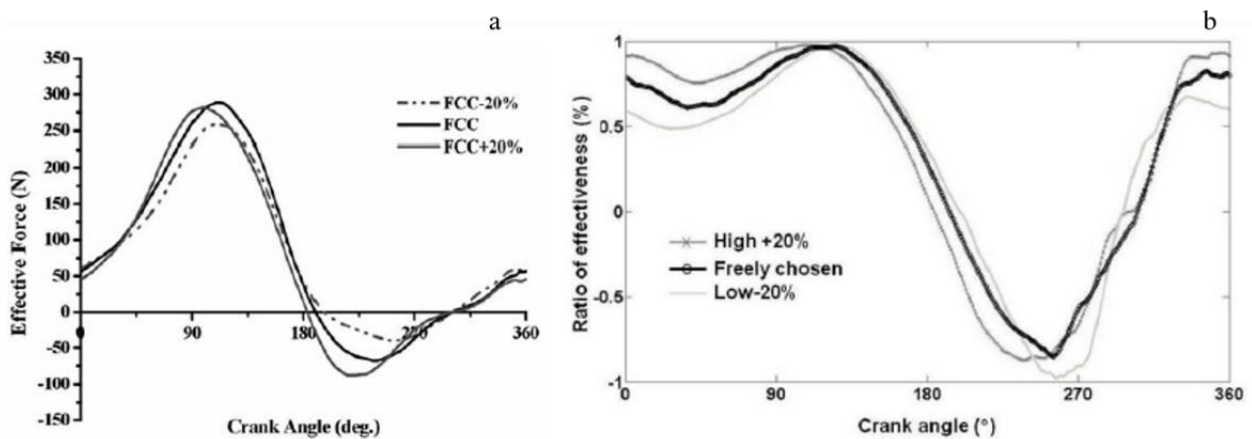 a
350
300
250
200
150
100
50
0
-50
-100
-150
Effective Force (N)
0
90
180
270
360
Crank Angle (deg.)
FCC-20%
FCC
FCC+20%
b
1
0.5
0
-0.5
-1
Ratio of effectiveness (%)
0
90
180
270
360
Crank angle (°)
High +20%
Freely chosen
Low-20%